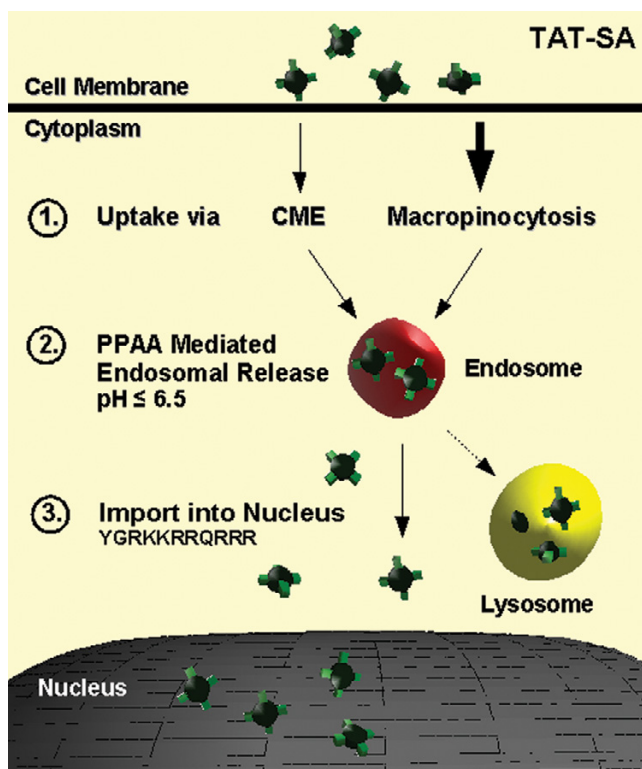 TAT-SA
Cell Membrane
Cytoplasm
1. Uptake via CME Macropinocytosis
2. PPAA Mediated
Endosomal Release
pH ≤ 6.5
Endosome
3. Import into Nucleus
YGRKKRRQRRR
Lysosome
Nucleus